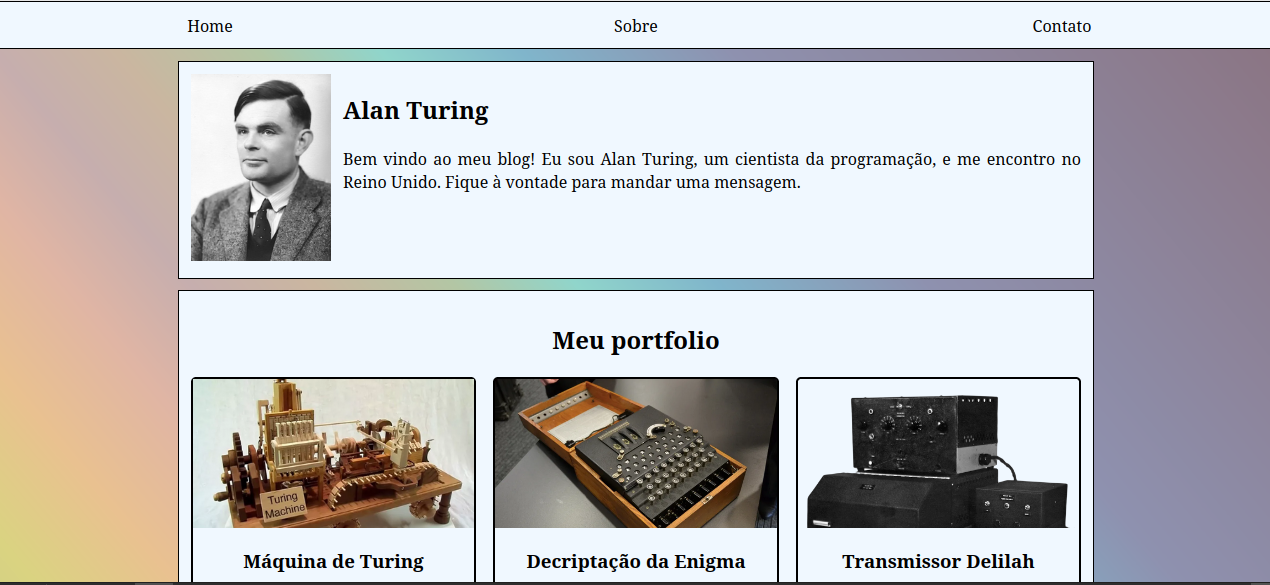 Home Sobre Contato
Alan Turing
Bem vindo ao meu blog! Eu sou Alan Turing, um cientista da programação, e me encontro no
Reino Unido. Fique à vontade para mandar uma mensagem.
Meu portfolio
Turing
Machine
Máquina de Turing
Decriptação da Enigma
Transmissor Delilah